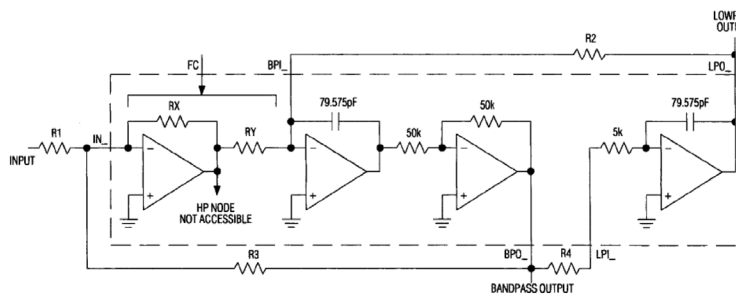 LOWP
OUTP
R2
FC
BPI_
LPO_
79.575pF
50k
50k
79.575pF
RX
R1
IN_
RY
5k
INPUT
HP NODE
NOT ACCESSIBLE
R3
BPO_
R4
LPI_
BANDPASS OUTPUT